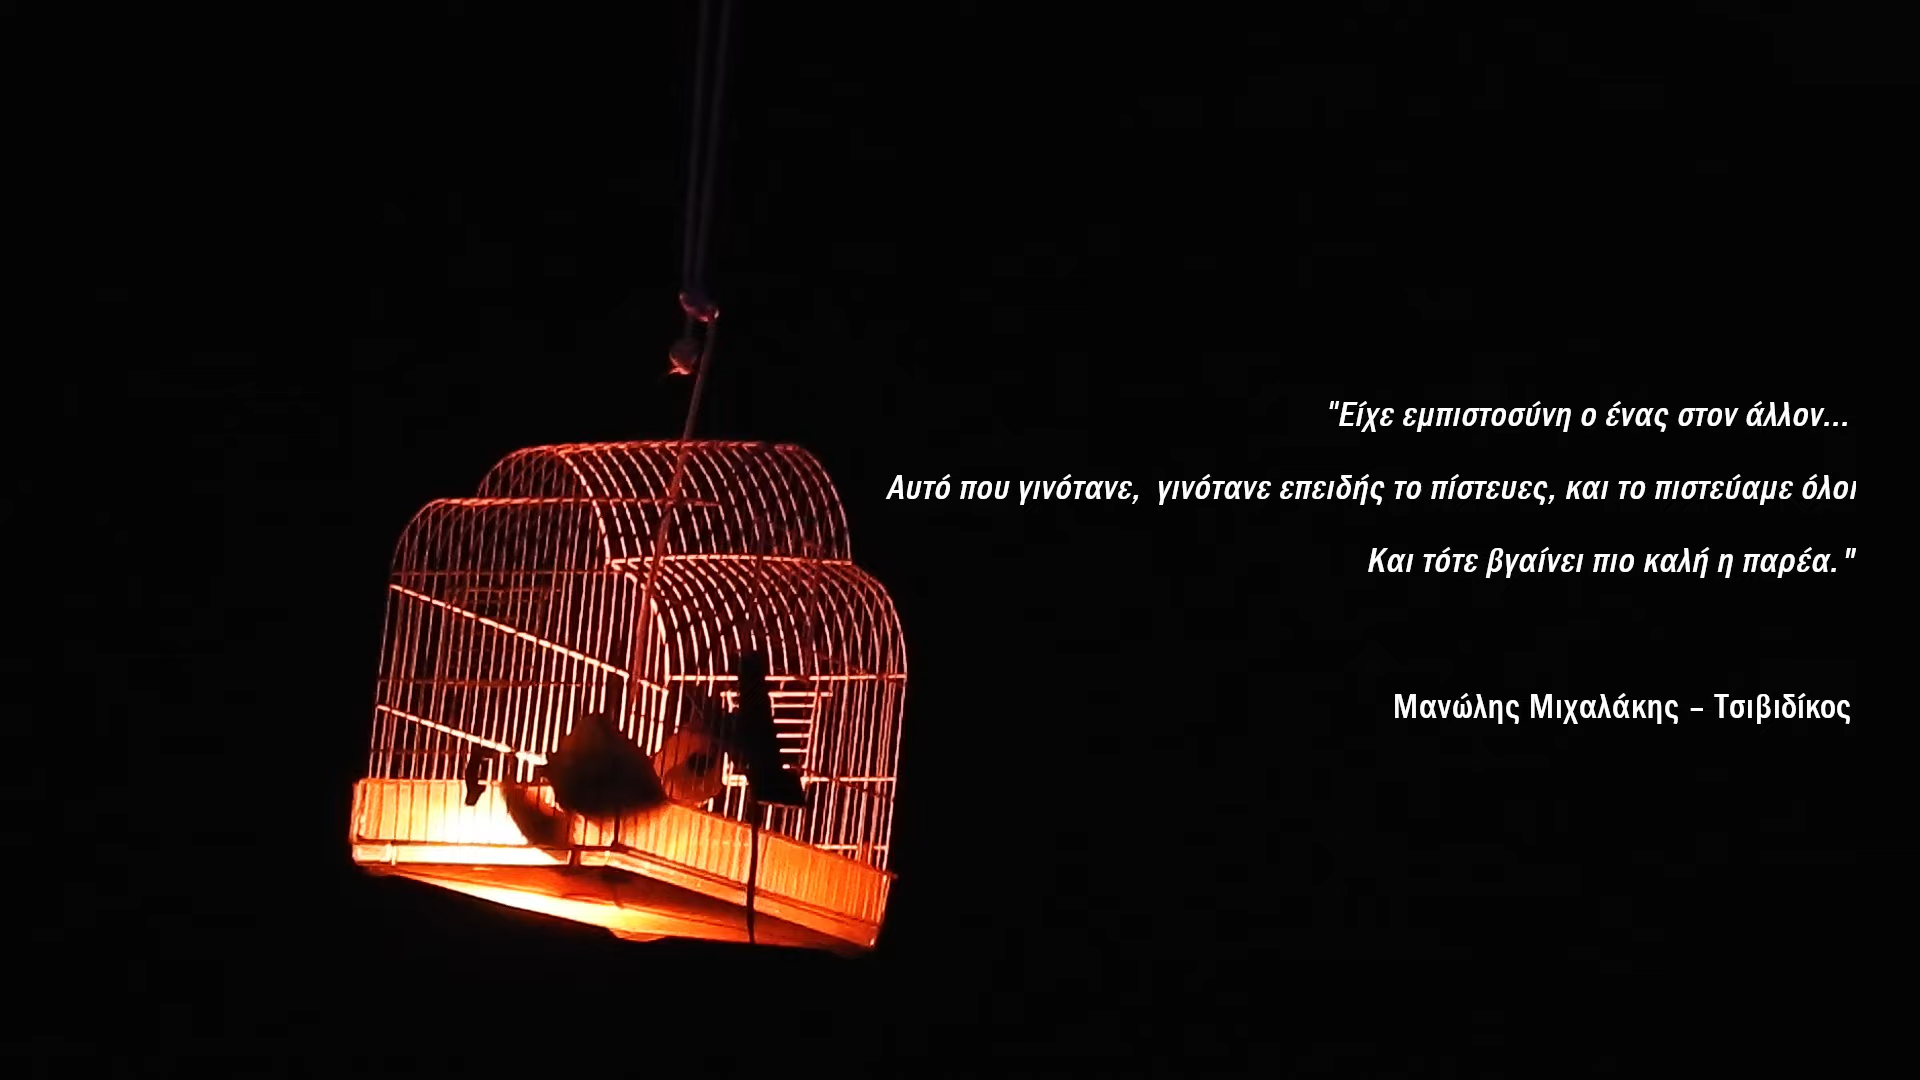 "Είχε εμπιστοσύνη ο ένας στον άλλον...
Αυτό που γινότανε,  γινότανε επειδής το πίστευες, και το πιστεύαμε όλοι
Και τότε βγαίνει πιο καλή η παρέα."
Μανώλης Μιχαλάκης – Τσιβιδίκος